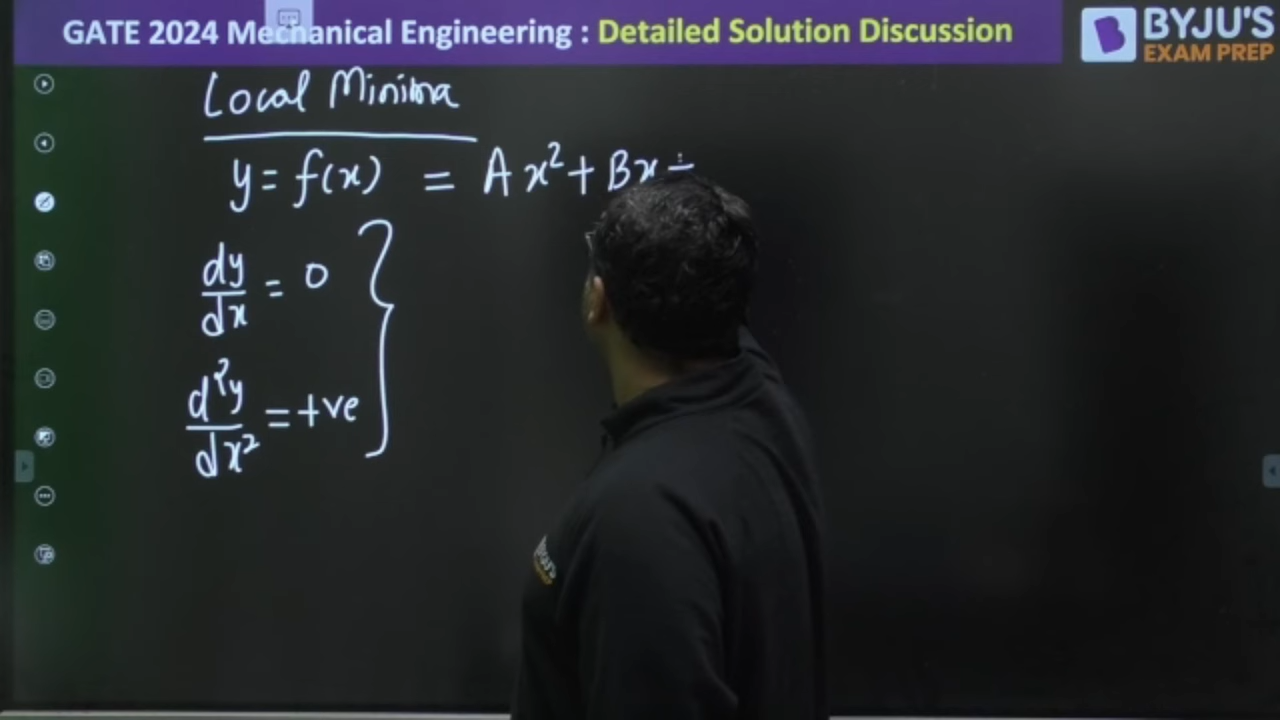 GATE 2024 Mechanical Engineering : Detailed Solution Discussion
BYJU'S
EXAM PREP
Local Minima
y = f(x) = Ax² + Bx +
dy/dx = 0
d²y/dx² = +ve
BYJU'S